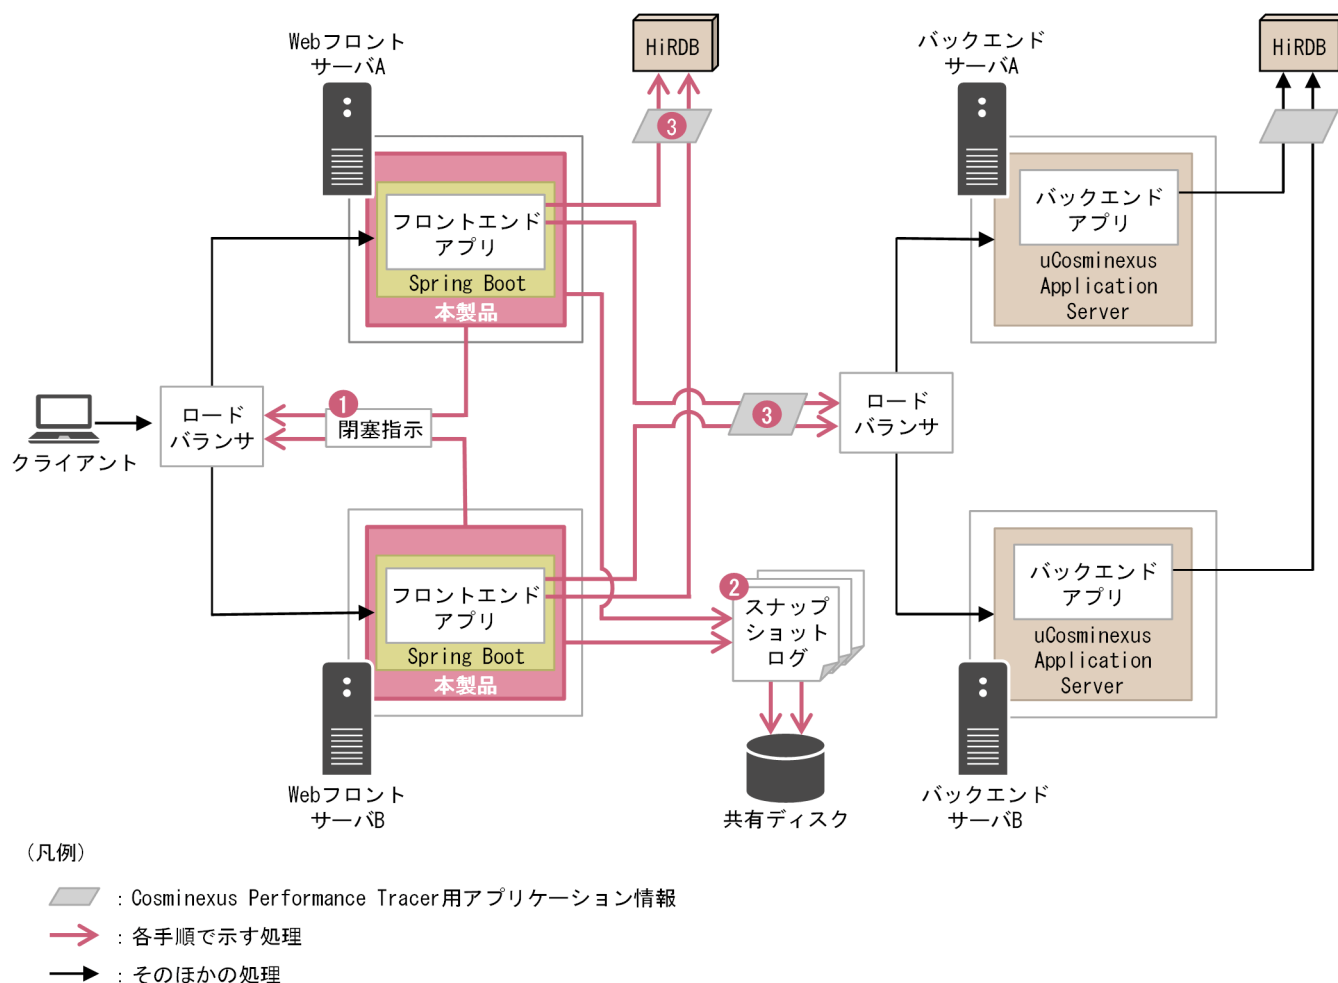 Webフロント
サーバA
HiRDB
バックエンド
サーバA
HiRDB
3
フロントエンド
アプリ
Spring Boot
本製品
バックエンド
アプリ
uCosminexus
Application
Server
クライアント
ロード
バランサ
1
閉塞指示
3
ロード
バランサ
フロントエンド
アプリ
Spring Boot
本製品
2
スナップ
ショット
ログ
バックエンド
アプリ
uCosminexus
Application
Server
Webフロント
サーバB
共有ディスク
バックエンド
サーバB
(凡例)
：Cosminexus Performance Tracer用アプリケーション情報
：各手順で示す処理
：そのほかの処理